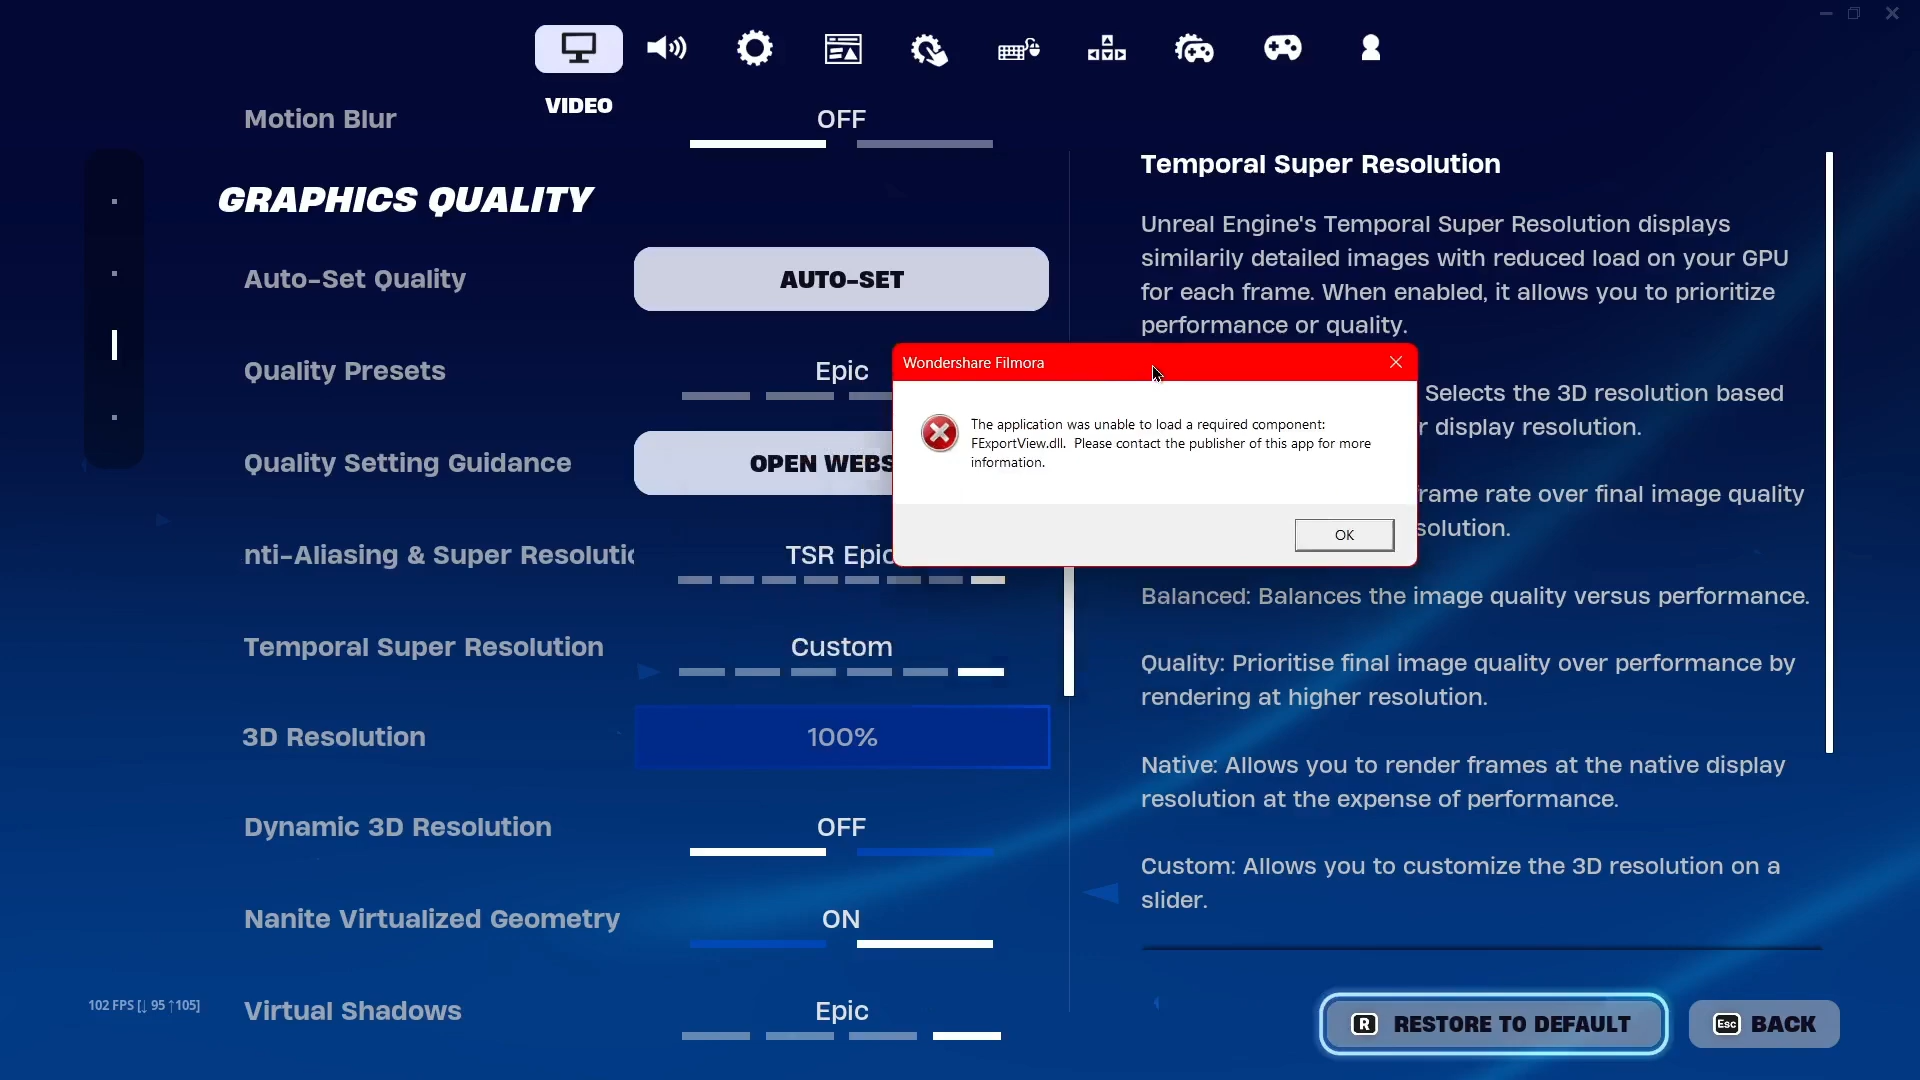 VIDEO
Motion Blur
OFF
GRAPHICS QUALITY
Auto-Set Quality
AUTO-SET
Quality Presets
Epic
Quality Setting Guidance
OPEN WEBS
nti-Aliasing & Super Resolutio
TSR Epic
Temporal Super Resolution
Custom
3D Resolution
100%
Dynamic 3D Resolution
OFF
Nanite Virtualized Geometry
ON
Virtual Shadows
Epic
102 FPS [↓ 95 ↑105]
Temporal Super Resolution
Unreal Engine's Temporal Super Resolution displays
similarily detailed images with reduced load on your GPU
for each frame. When enabled, it allows you to prioritize
performance or quality.
Selects the 3D resolution based
r display resolution.
frame rate over final image quality
solution.
Balanced: Balances the image quality versus performance.
Quality: Prioritise final image quality over performance by
rendering at higher resolution.
Native: Allows you to render frames at the native display
resolution at the expense of performance.
Custom: Allows you to customize the 3D resolution on a
slider.
Wondershare Filmora
The application was unable to load a required component:
FExportView.dll. Please contact the publisher of this app for more
information.
OK
R RESTORE TO DEFAULT
Esc BACK